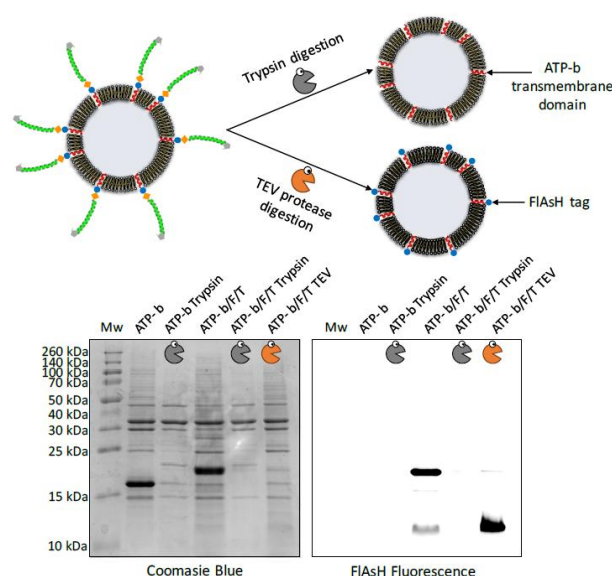 Trypsin digestion
ATP-b
transmembrane
domain
TEV protease
digestion
FlAsH tag
Mw
ATP- b
ATP-b Trypsin
ATP- b/F/T
ATP- b/F/T Trypsin
ATP- b/F/T TEV
Mw
ATP- b
ATP-b Trypsin
ATP- b/F/T
ATP- b/F/T Trypsin
ATP- b/F/T TEV
260 kDa
140 kDa
100 kDa
70 kDa
50 kDa
40 kDa
30 kDa
25 kDa
15 kDa
10 kDa
Coomasie Blue
FlAsH Fluorescence